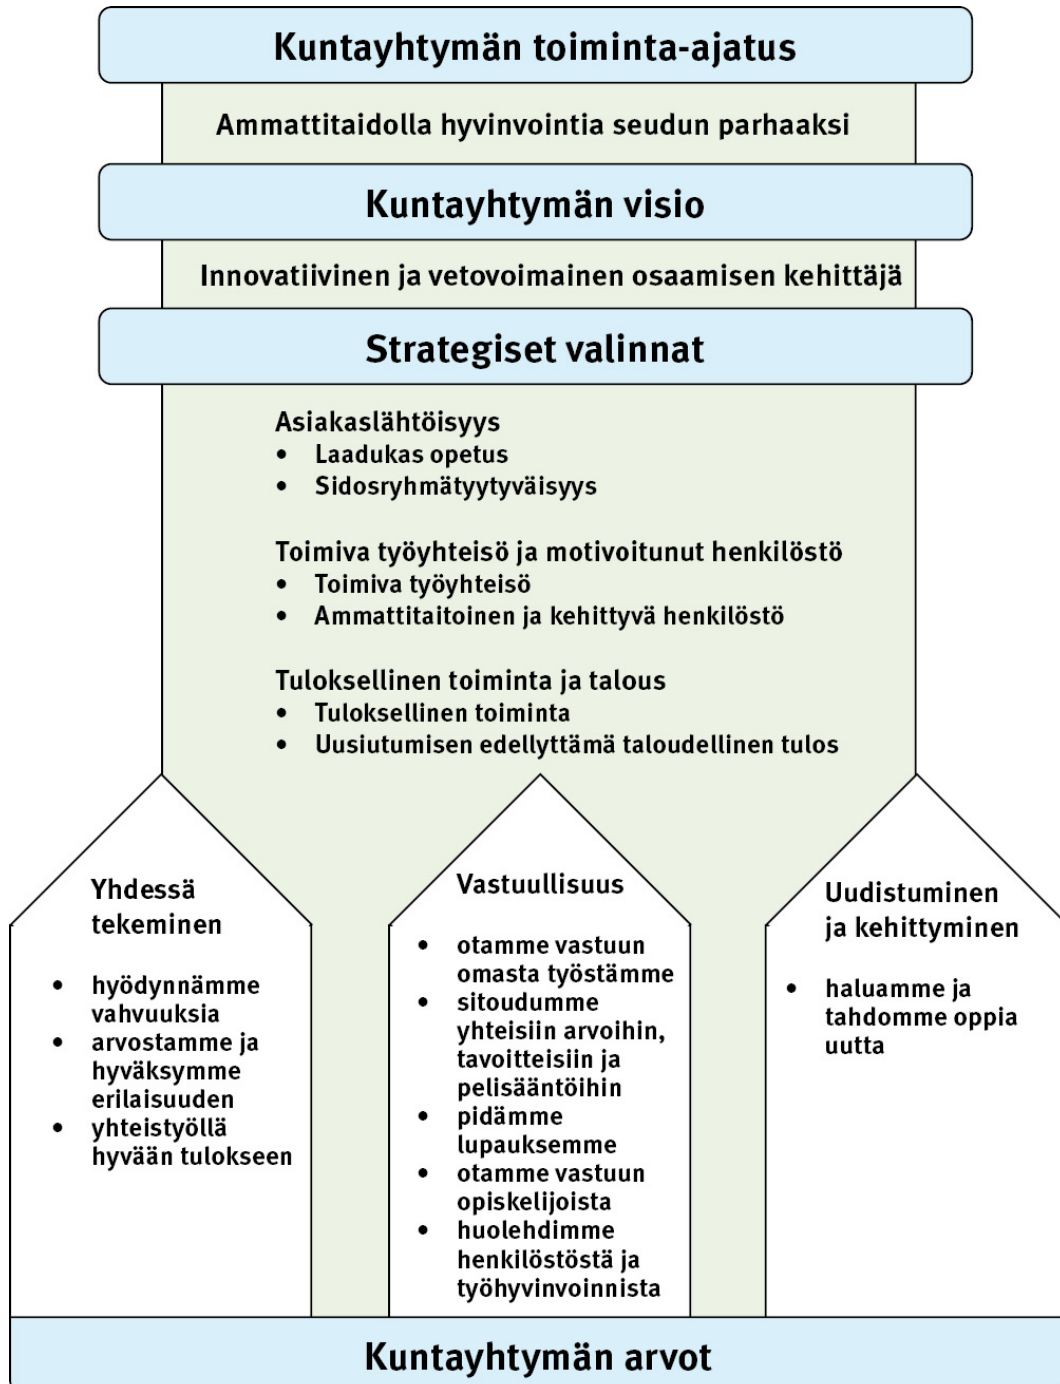 Kuntayhtymän toiminta-ajatus
Ammattitaidolla hyvinvointia seudun parhaaksi
Kuntayhtymän visio
Innovatiivinen ja vetovoimainen osaamisen kehittäjä
Strategiset valinnat
Asiakaslähtöisyys
• Laadukas opetus
• Sidosryhmätyytyväisyys
Toimiva työyhteisö ja motivoitunut henkilöstö
• Toimiva työyhteisö
• Ammattitaitoinen ja kehittyvä henkilöstö
Tuloksellinen toiminta ja talous
• Tuloksellinen toiminta
• Uusiutumisen edellyttämä taloudellinen tulos
Yhdessä
tekeminen
• hyödynnämme
vahvuuksia
• arvostamme ja
hyväksymme
erilaisuuden
• yhteistyöllä
hyvään tulokseen
Vastuullisuus
• otamme vastuun
omasta työstämme
• sitoudumme
yhteisiin arvoihin,
tavoitteisiin ja
pelisääntöihin
• pidämme
lupauksemme
• otamme vastuun
opiskelijoista
• huolehdimme
henkilöstöstä ja
työhyvinvoinnista
Uudistuminen
ja kehittyminen
• haluamme ja
tahdomme oppia
uutta
Kuntayhtymän arvot